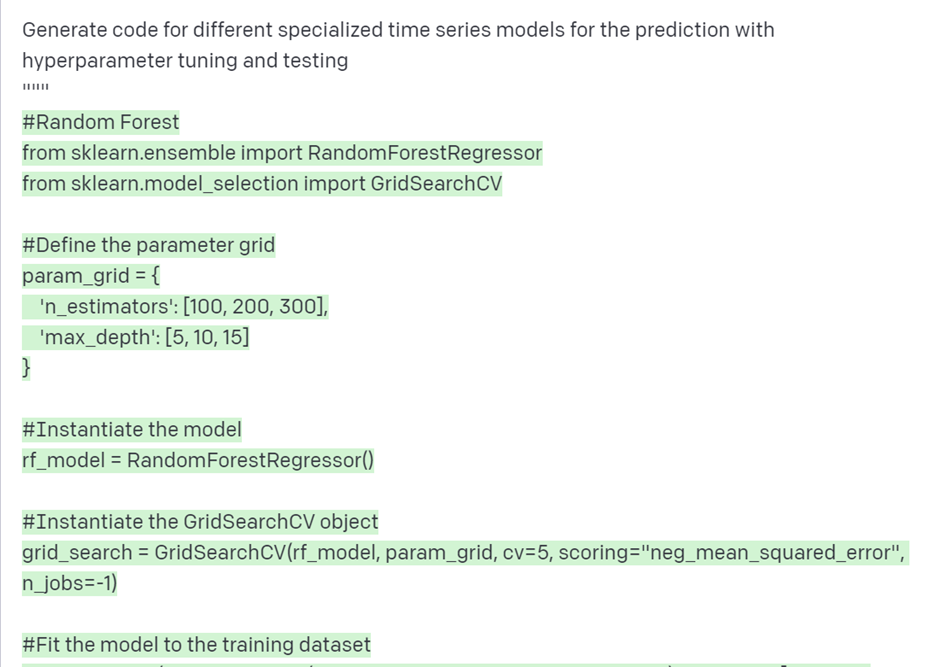 Generate code for different specialized time series models for the prediction with
hyperparameter tuning and testing
"""
#Random Forest
from sklearn.ensemble import RandomForestRegressor
from sklearn.model_selection import GridSearchCV
#Define the parameter grid
param_grid = {
'n_estimators': [100, 200, 300],
'max_depth': [5, 10, 15]
}
#Instantiate the model
rf_model = RandomForestRegressor()
#Instantiate the GridSearchCV object
grid_search = GridSearchCV(rf_model, param_grid, cv=5, scoring="neg_mean_squared_error",
n_jobs=-1)
#Fit the model to the training dataset